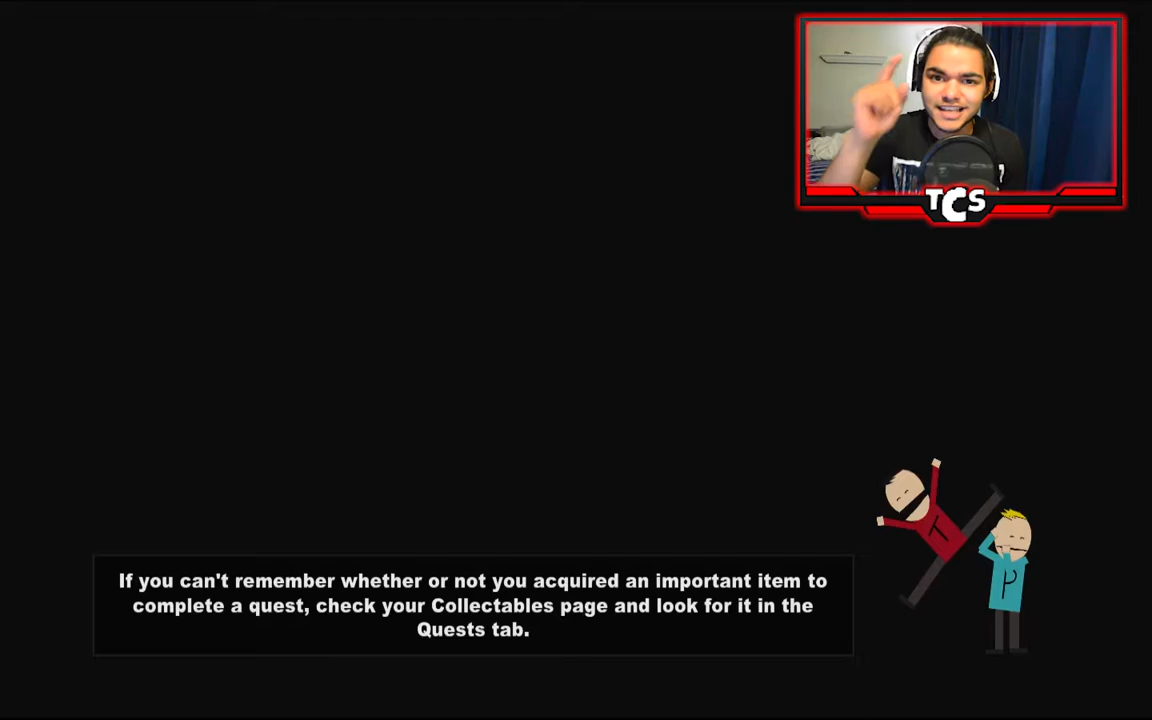 TCS
T
P
If you can't remember whether or not you acquired an important item to
complete a quest, check your Collectables page and look for it in the
Quests tab.